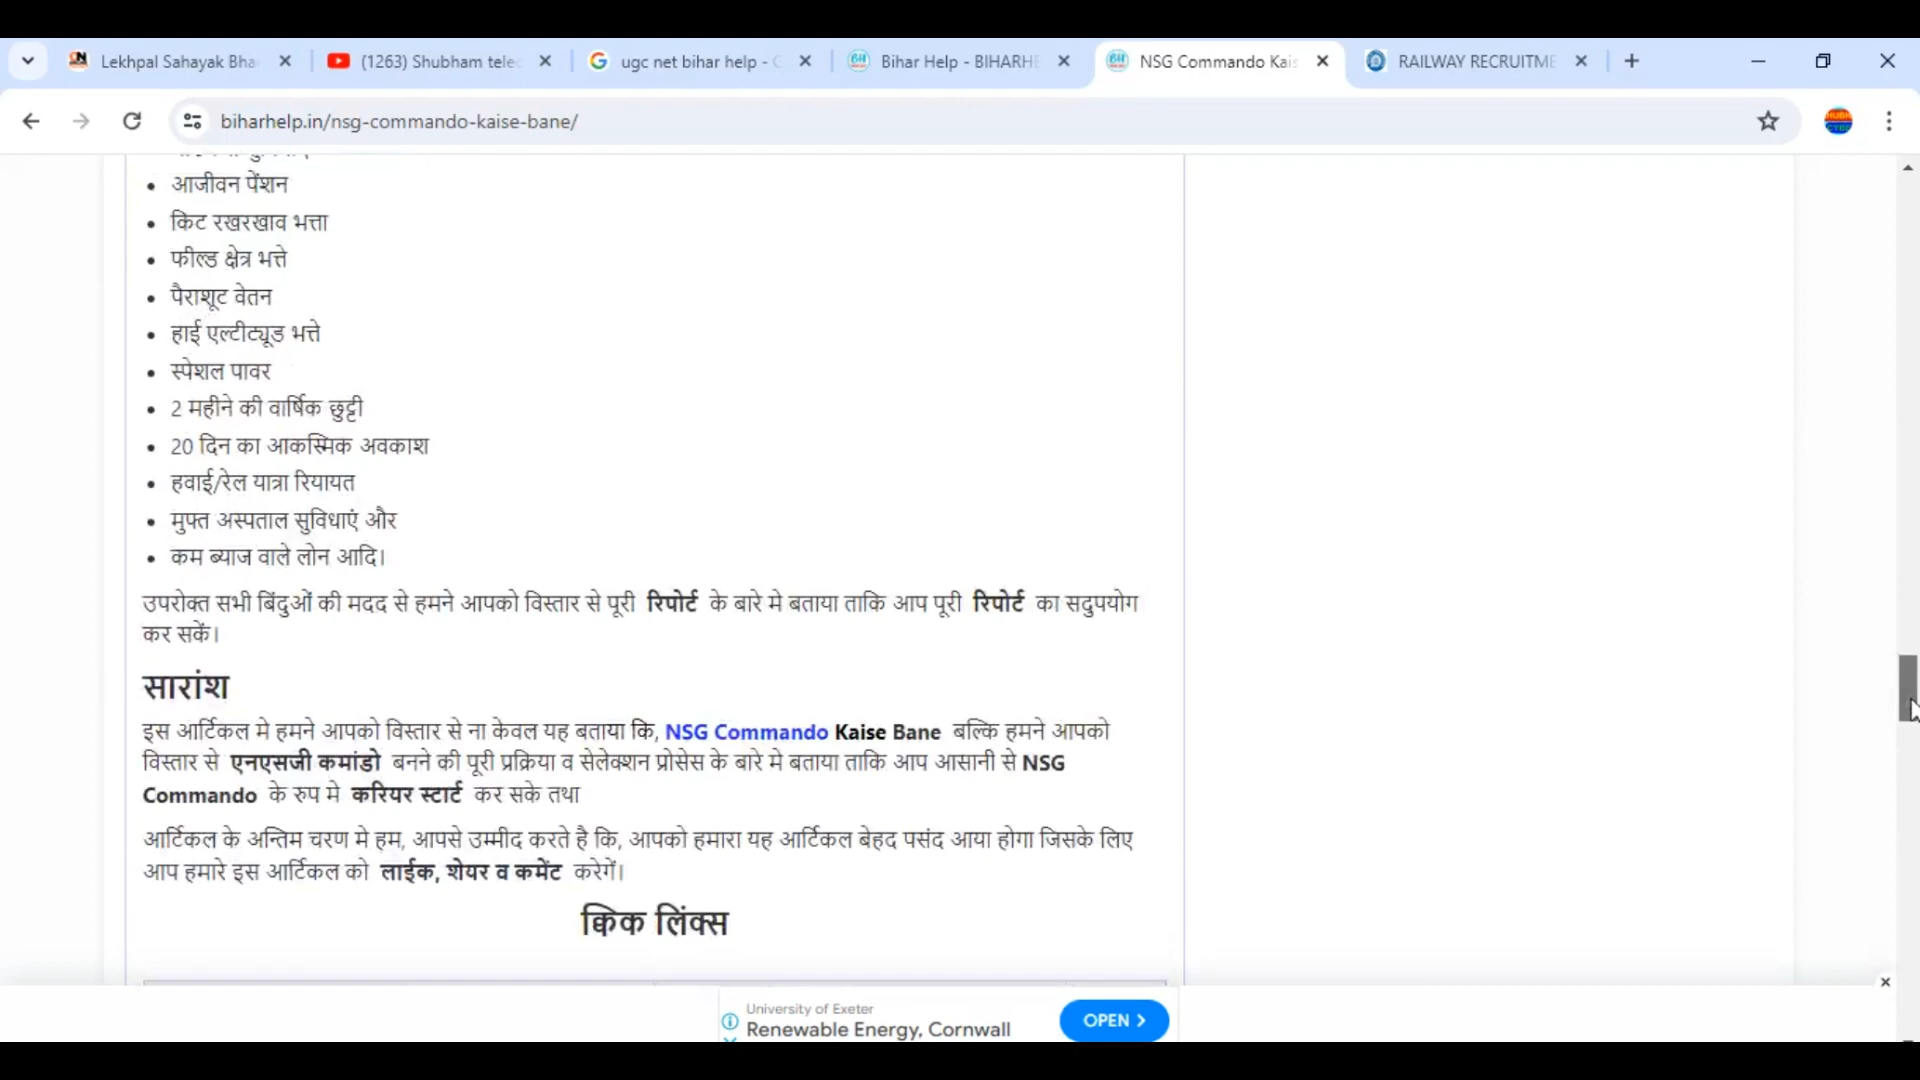 Lekhpal Sahayak Bha
(1263) Shubham telec
ugc net bihar help - G
Bihar Help - BIHARHE
NSG Commando Kais
RAILWAY RECRUITME
biharhelp.in/nsg-commando-kaise-bane/
आजीवन पेंशन
किट रखरखाव भत्ता
फील्ड क्षेत्र भत्ते
पैराशूट वेतन
हाई एल्टीट्यूड भत्ते
स्पेशल पावर
2 महीने की वार्षिक छुट्टी
20 दिन का आकस्मिक अवकाश
हवाई/रेल यात्रा रियायत
मुफ्त अस्पताल सुविधाएं और
कम ब्याज वाले लोन आदि।
उपरोक्त सभी बिंदुओं की मदद से हमने आपको विस्तार से पूरी रिपोर्ट के बारे मे बताया ताकि आप पूरी रिपोर्ट का सदुपयोग
कर सकें।
सारांश
इस आर्टिकल मे हमने आपको विस्तार से ना केवल यह बताया कि, NSG Commando Kaise Bane बल्कि हमने आपको
विस्तार से एनएसजी कमांडो बनने की पूरी प्रक्रिया व सेलेक्शन प्रोसेस के बारे मे बताया ताकि आप आसानी से NSG
Commando के रुप मे करियर स्टार्ट कर सके तथा
आर्टिकल के अन्तिम चरण मे हम, आपसे उम्मीद करते है कि, आपको हमारा यह आर्टिकल बेहद पसंद आया होगा जिसके लिए
आप हमारे इस आर्टिकल को लाईक, शेयर व कमेंट करेगें।
क्विक लिंक्स
University of Exeter
Renewable Energy, Cornwall
OPEN